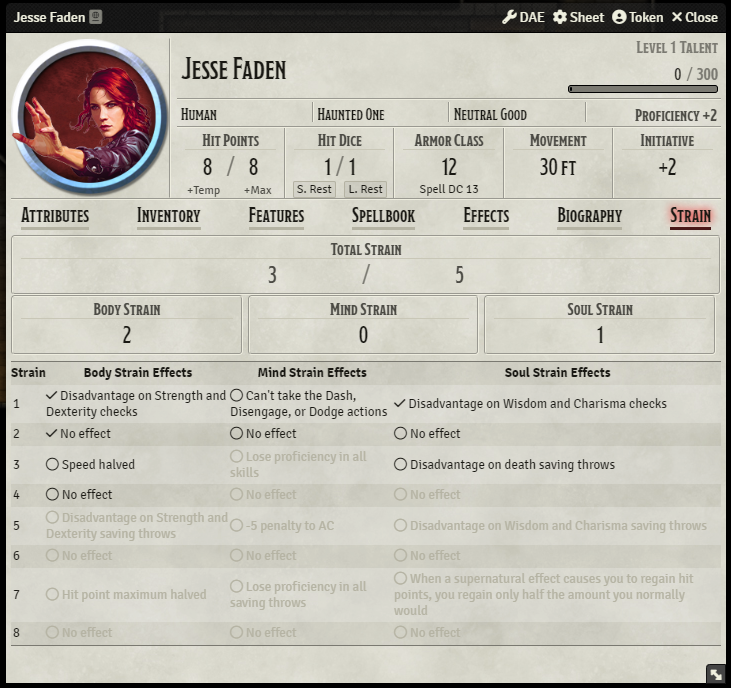 Jesse Faden DAE Sheet Token Close
JESSE FADEN
LEVEL 1 TALENT
0 / 300
HUMAN HAUNTED ONE NEUTRAL GOOD PROFICIENCY +2
HIT POINTS HIT DICE ARMOR CLASS MOVEMENT INITIATIVE
8 / 8 1 / 1 12 30 FT +2
+Temp +Max S. Rest L. Rest Spell DC 13
ATTRIBUTES INVENTORY FEATURES SPELLBOOK EFFECTS BIOGRAPHY STRAIN
TOTAL STRAIN
3 / 5
BODY STRAIN MIND STRAIN SOUL STRAIN
2 0 1
Strain Body Strain Effects Mind Strain Effects Soul Strain Effects
1 Disadvantage on Strength and Dexterity checks Can't take the Dash, Disengage, or Dodge actions Disadvantage on Wisdom and Charisma checks
2 No effect No effect No effect
3 Speed halved Lose proficiency in all skills Disadvantage on death saving throws
4 No effect No effect No effect
5 Disadvantage on Strength and Dexterity saving throws -5 penalty to AC Disadvantage on Wisdom and Charisma saving throws
6 No effect No effect No effect
7 Hit point maximum halved Lose proficiency in all saving throws When a supernatural effect causes you to regain hit points, you regain only half the amount you normally would
8 No effect No effect No effect